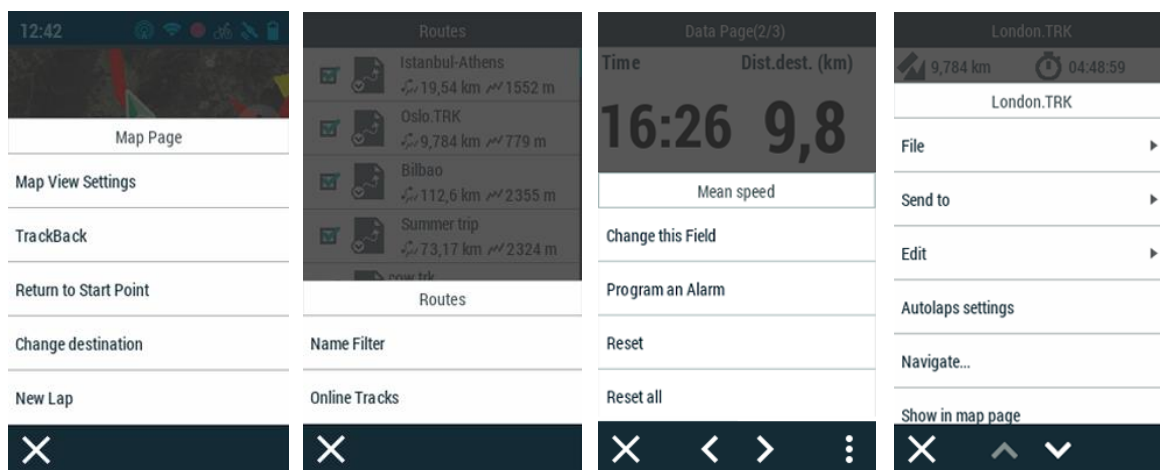 12:42
Map Page
Map View Settings
TrackBack
Return to Start Point
Change destination
New Lap
Routes
Istanbul-Athens
19,54 km 1552 m
Oslo.TRK
9,784 km 779 m
Bilbao
112,6 km 2355 m
Summer trip
73,17 km 2324 m
cow.trk
Routes
Name Filter
Online Tracks
Data Page(2/3)
Time Dist.dest. (km)
16:26 9,8
Mean speed
Change this Field
Program an Alarm
Reset
Reset all
London.TRK
9,784 km 04:48:59
London.TRK
File
Send to
Edit
Autolaps settings
Navigate...
Show in map page